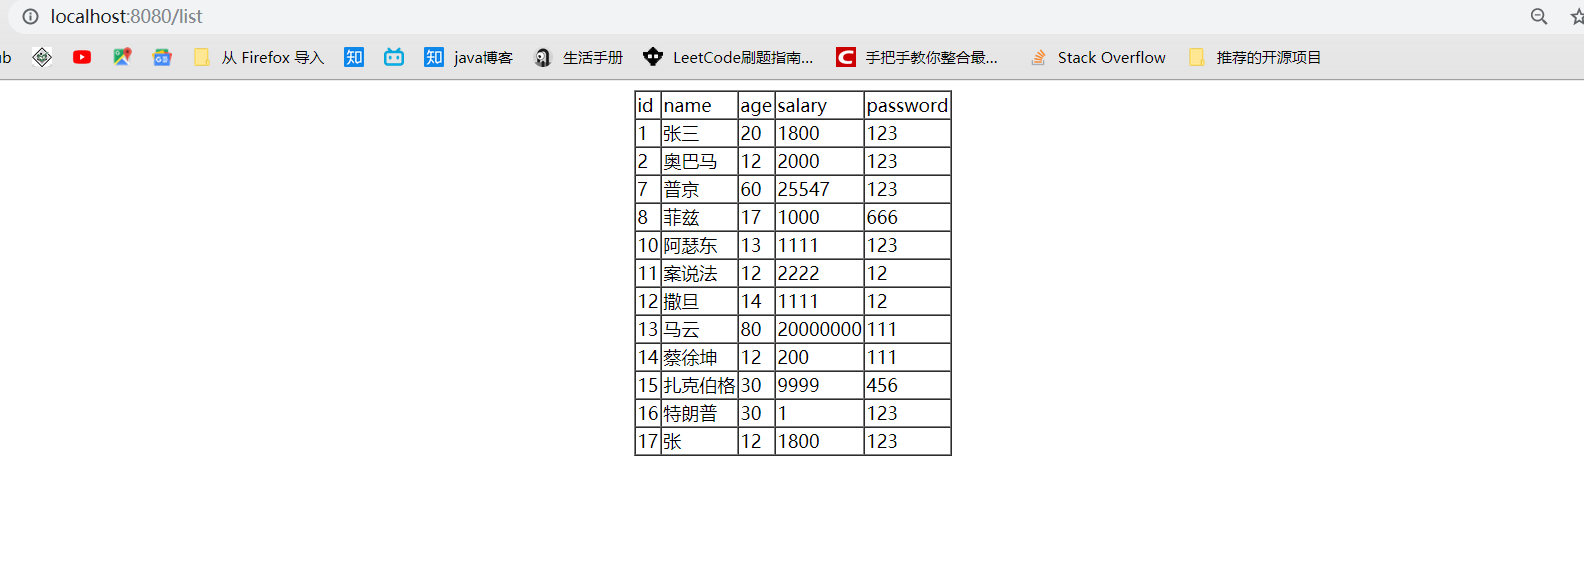 localhost:8080/list
ub 从 Firefox 导入 知 知 java博客 生活手册 LeetCode刷题指南... C 手把手教你整合最... Stack Overflow 推荐的开源项目
id name age salary password
1 张三 20 1800 123
2 奥巴马 12 2000 123
7 普京 60 25547 123
8 菲兹 17 1000 666
10 阿瑟东 13 1111 123
11 案说法 12 2222 12
12 撒旦 14 1111 12
13 马云 80 20000000 111
14 蔡徐坤 12 200 111
15 扎克伯格 30 9999 456
16 特朗普 30 1 123
17 张 12 1800 123